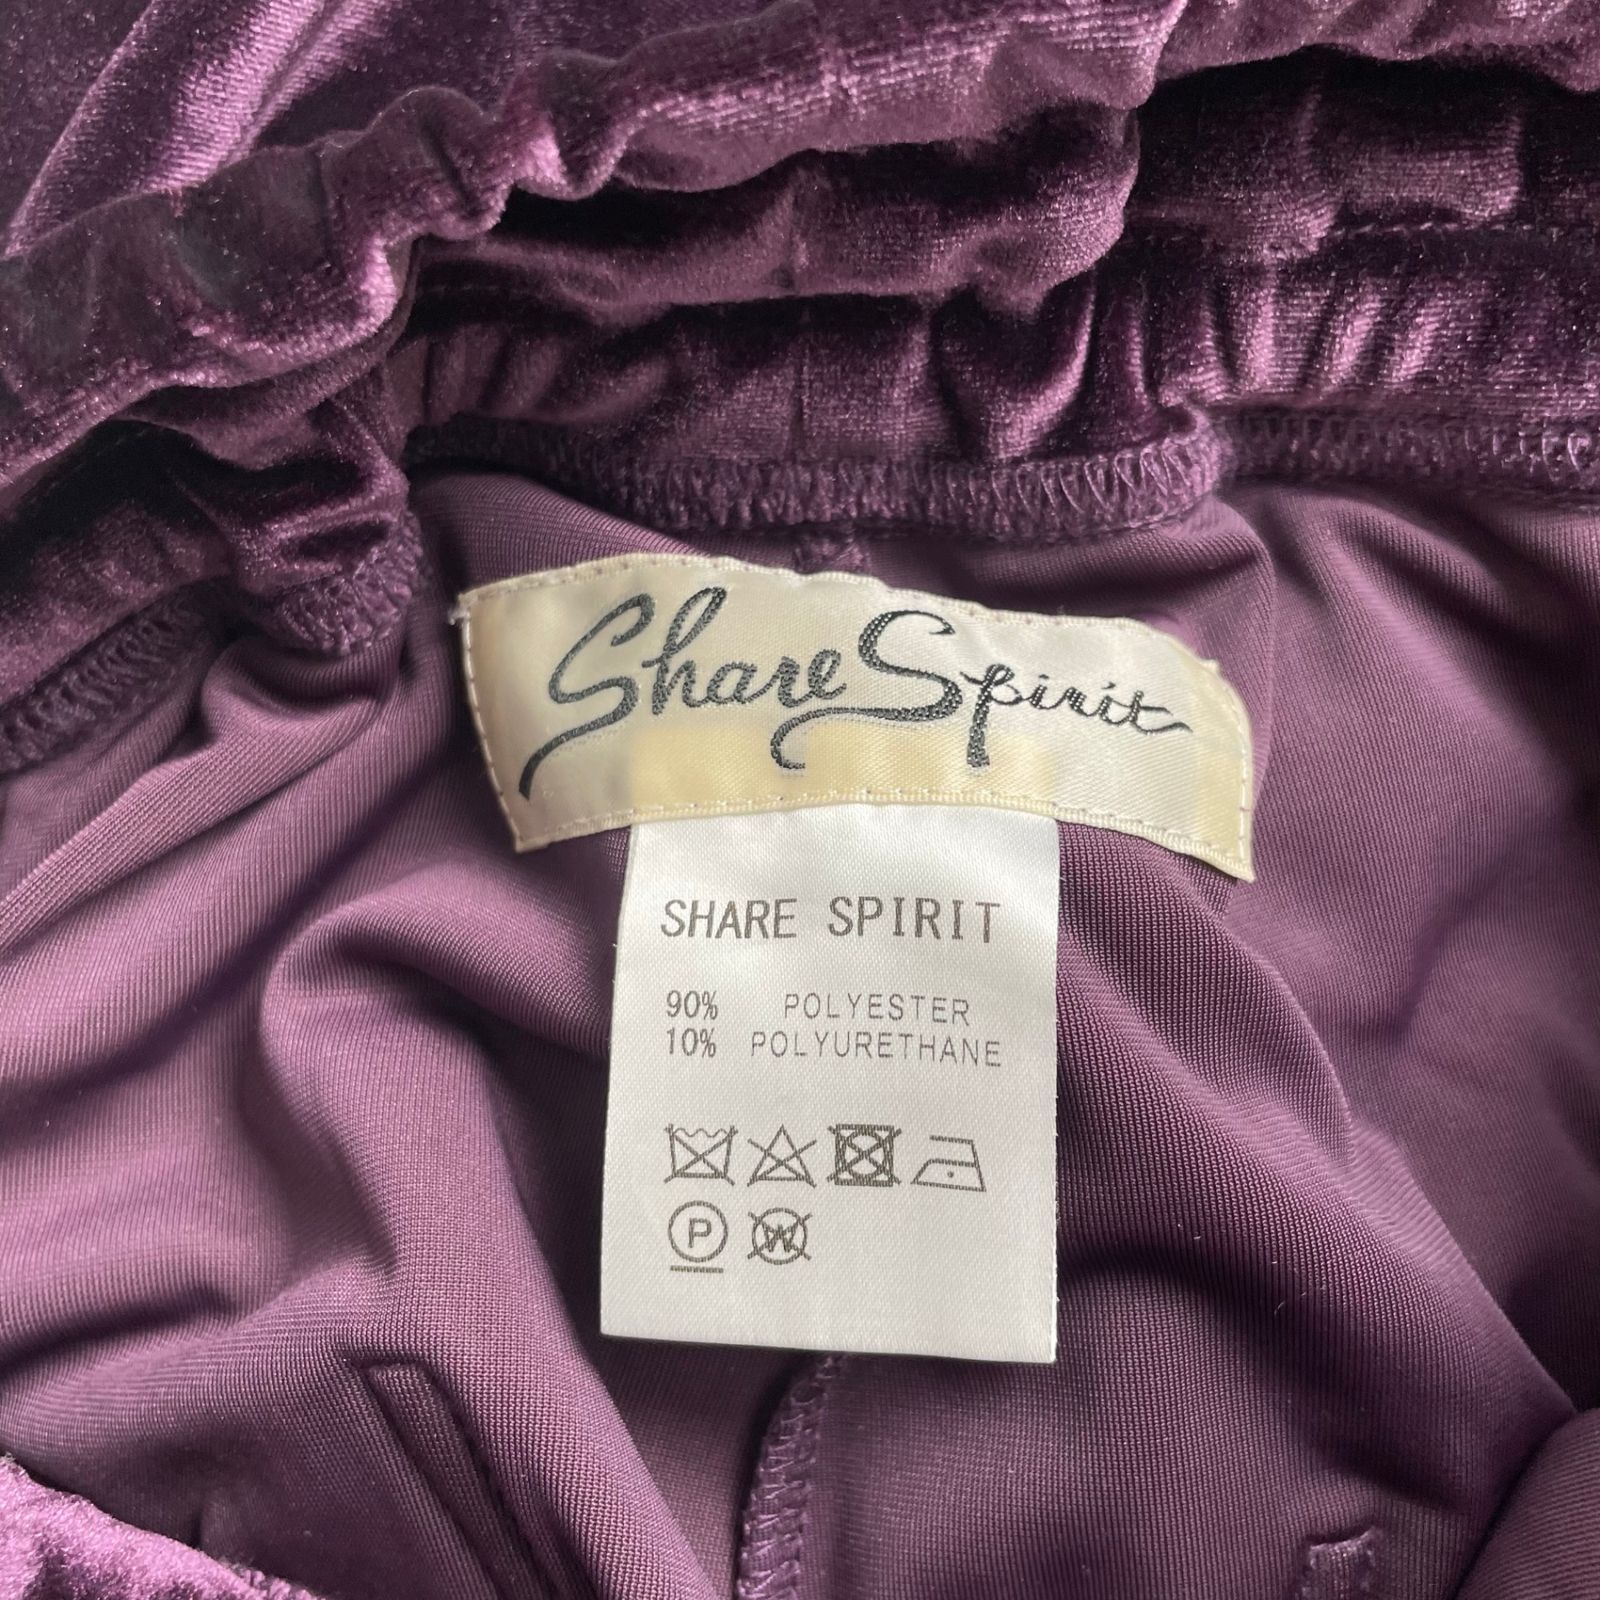 Share Spirit
SHARE SPIRIT
90% POLYESTER
10% POLYURETHANE
P W